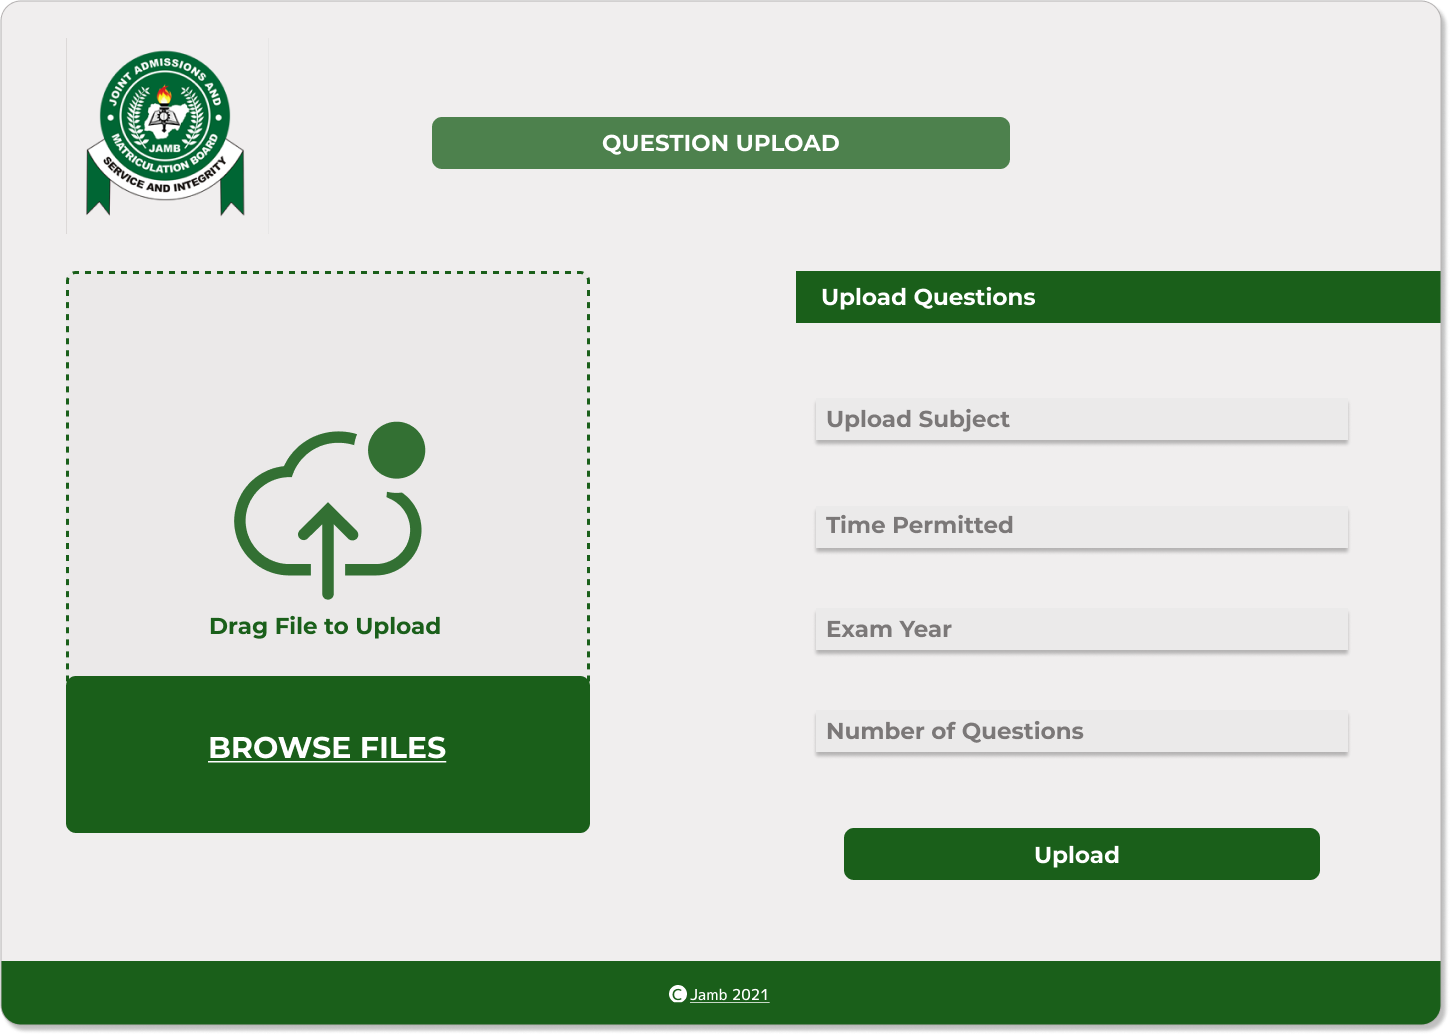 JOINT ADMISSIONS AND
MATRICULATION BOARD
JAMB
SERVICE AND INTEGRITY
QUESTION UPLOAD
Drag File to Upload
BROWSE FILES
Upload Questions
Upload Subject
Time Permitted
Exam Year
Number of Questions
Upload
© Jamb 2021